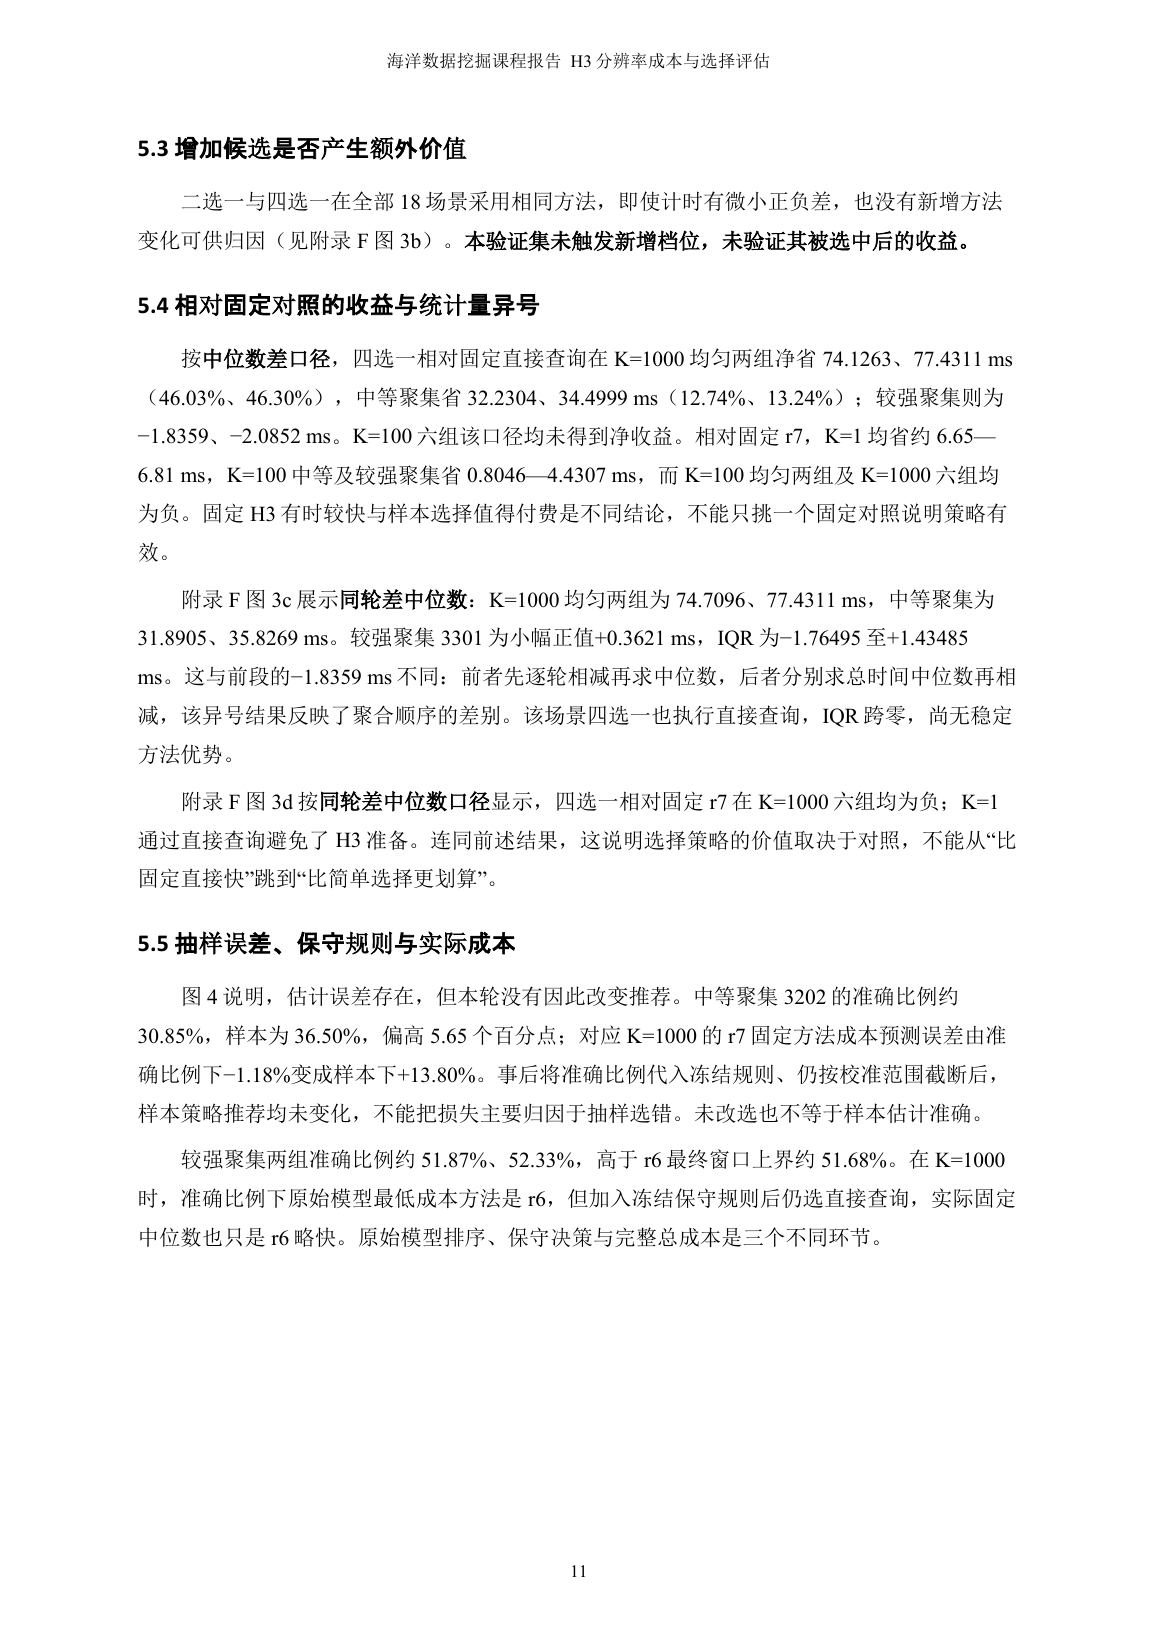 海洋数据挖掘课程报告 H3 分辨率成本与选择评估
5.3 增加候选是否产生额外价值
二选一与四选一在全部 18 场景采用相同方法，即使计时有微小正负差，也没有新增方法
变化可供归因（见附录 F 图 3b）。本验证集未触发新增档位，未验证其被选中后的收益。
5.4 相对固定对照的收益与统计量异号
按中位数差口径，四选一相对固定直接查询在 K=1000 均匀两组净省 74.1263、77.4311 ms
（46.03%、46.30%），中等聚集省 32.2304、34.4999 ms（12.74%、13.24%）；较强聚集则为
−1.8359、−2.0852 ms。K=100 六组该口径均未得到净收益。相对固定 r7，K=1 均省约 6.65—
6.81 ms，K=100 中等及较强聚集省 0.8046—4.4307 ms，而 K=100 均匀两组及 K=1000 六组均
为负。固定 H3 有时较快与样本选择值得付费是不同结论，不能只挑一个固定对照说明策略有
效。
附录 F 图 3c 展示同轮差中位数：K=1000 均匀两组为 74.7096、77.4311 ms，中等聚集为
31.8905、35.8269 ms。较强聚集 3301 为小幅正值+0.3621 ms，IQR 为−1.76495 至+1.43485
ms。这与前段的−1.8359 ms 不同：前者先逐轮相减再求中位数，后者分别求总时间中位数再相
减，该异号结果反映了聚合顺序的差别。该场景四选一也执行直接查询，IQR 跨零，尚无稳定
方法优势。
附录 F 图 3d 按同轮差中位数口径显示，四选一相对固定 r7 在 K=1000 六组均为负；K=1
通过直接查询避免了 H3 准备。连同前述结果，这说明选择策略的价值取决于对照，不能从“比
固定直接快”跳到“比简单选择更划算”。
5.5 抽样误差、保守规则与实际成本
图 4 说明，估计误差存在，但本轮没有因此改变推荐。中等聚集 3202 的准确比例约
30.85%，样本为 36.50%，偏高 5.65 个百分点；对应 K=1000 的 r7 固定方法成本预测误差由准
确比例下−1.18%变成样本下+13.80%。事后将准确比例代入冻结规则、仍按校准范围截断后，
样本策略推荐均未变化，不能把损失主要归因于抽样选错。未改选也不等于样本估计准确。
较强聚集两组准确比例约 51.87%、52.33%，高于 r6 最终窗口上界约 51.68%。在 K=1000
时，准确比例下原始模型最低成本方法是 r6，但加入冻结保守规则后仍选直接查询，实际固定
中位数也只是 r6 略快。原始模型排序、保守决策与完整总成本是三个不同环节。
11